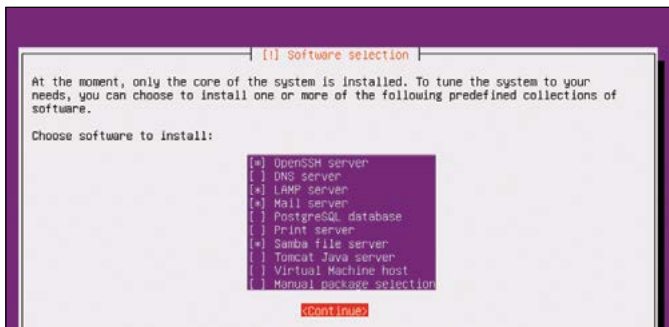 [!] Software selection
At the moment, only the core of the system is installed. To tune the system to your
needs, you can choose to install one or more of the following predefined collections of
software.
Choose software to install:
[*] OpenSSH server
[ ] DNS server
[*] LAMP server
[*] Mail server
[ ] PostgreSQL database
[ ] Print server
[*] Samba file server
[ ] Tomcat Java server
[ ] Virtual Machine host
[ ] Manual package selection
<Continue>